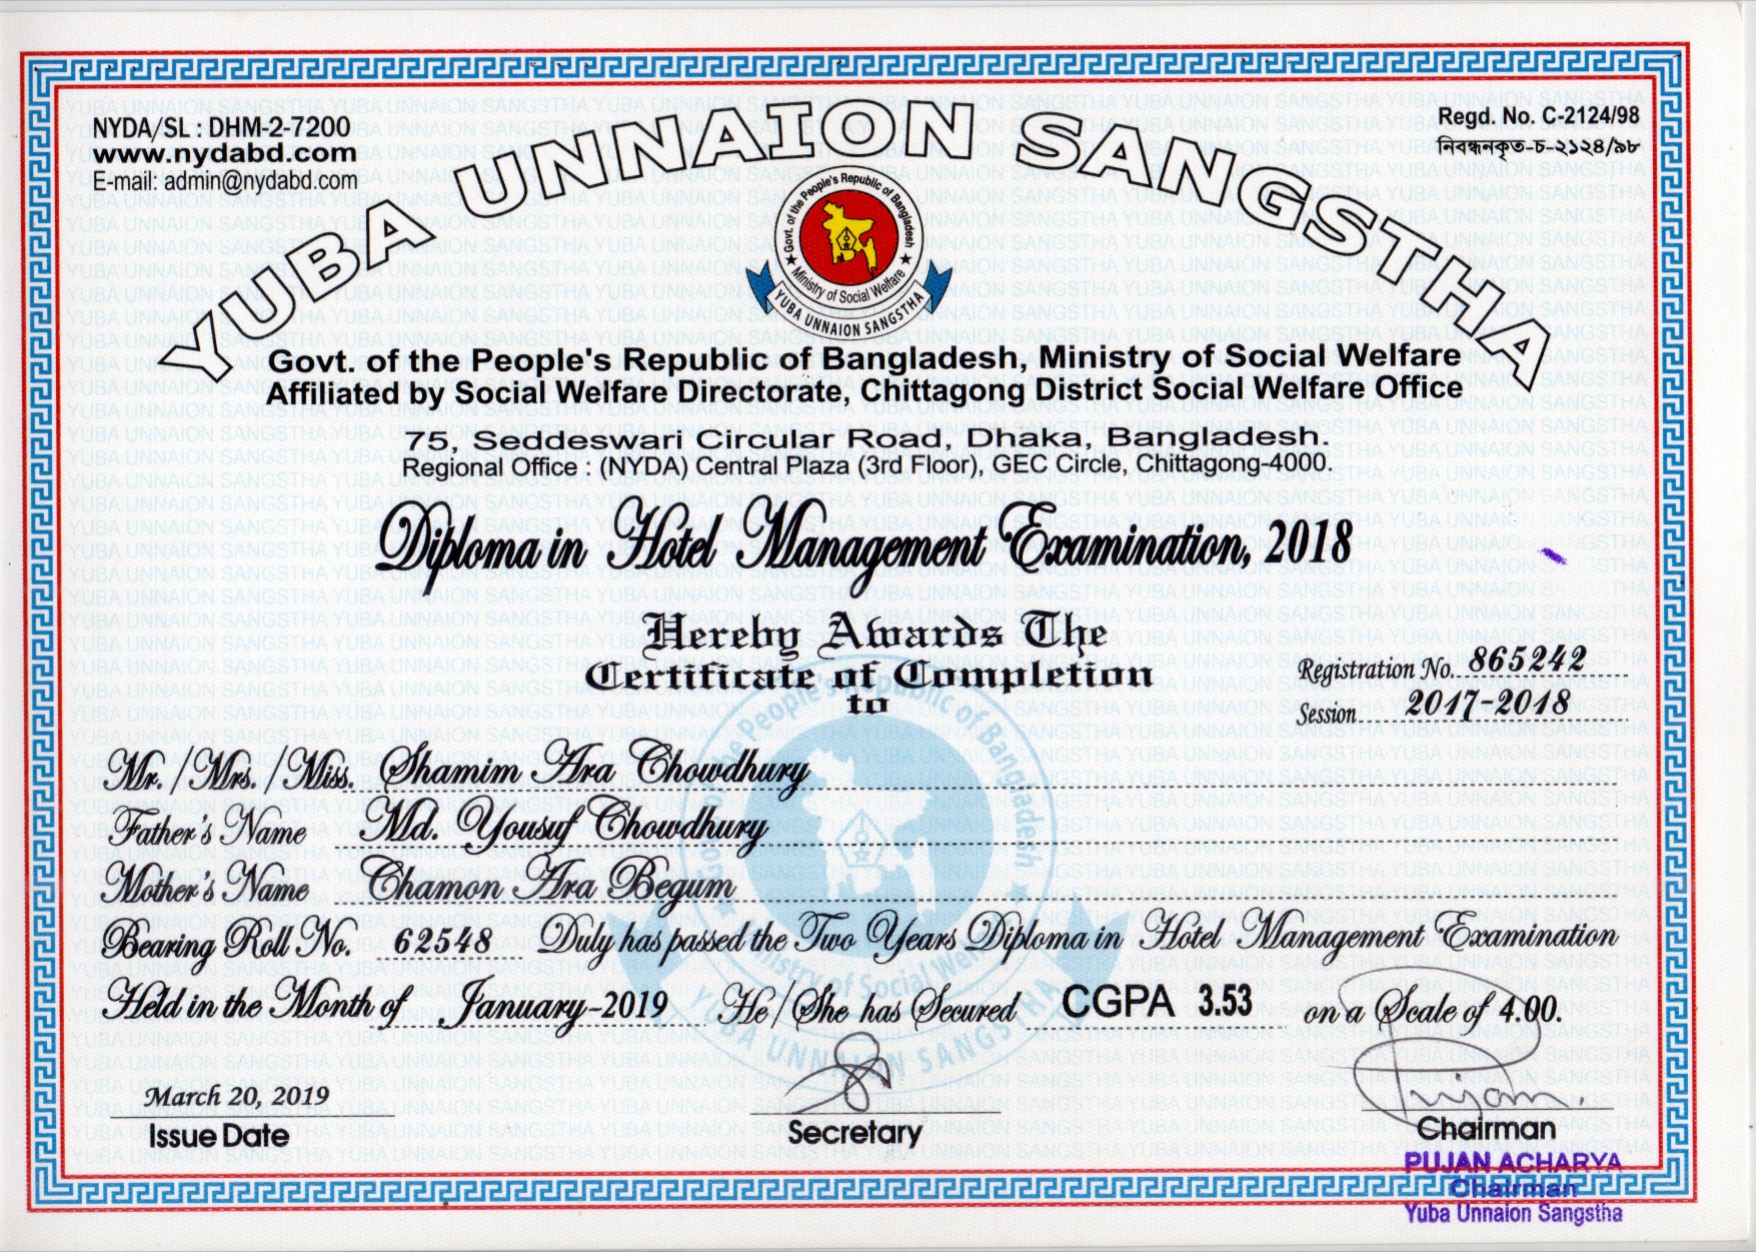 NYDA/SL : DHM-2-7200
www.nydabd.com
E-mail: admin@nydabd.com
Regd. No. C-2124/98
নিবন্ধনকৃত-চ-২১২৪/৯৮
YUBA UNNAION SANGSTHA
Govt. of the People's Republic of Bangladesh
Ministry of Social Welfare
YUBA UNNAION SANGSTHA
Govt. of the People's Republic of Bangladesh, Ministry of Social Welfare
Affiliated by Social Welfare Directorate, Chittagong District Social Welfare Office.
75, Seddeswari Circular Road, Dhaka, Bangladesh.
Regional Office : (NYDA) Central Plaza (3rd Floor), GEC Circle, Chittagong-4000.
Diploma in Hotel Management Examination, 2018
Hereby Awards The
Certificate of Completion
to
Registration No. 865242
Session 2017-2018
Mr./Mrs./Miss. Shamim Ara Chowdhury
Father's Name Md. Yousuf Chowdhury
Mother's Name Chamon Ara Begum
Bearing Roll No. 62548 Duly has passed the Two Years Diploma in Hotel Management Examination
Held in the Month of January-2019 He/She has Secured CGPA 3.53 on a Scale of 4.00.
March 20, 2019
Issue Date
Secretary
Chairman
PUJAN ACHARYA
Chairman
Yuba Unnaion Sangstha